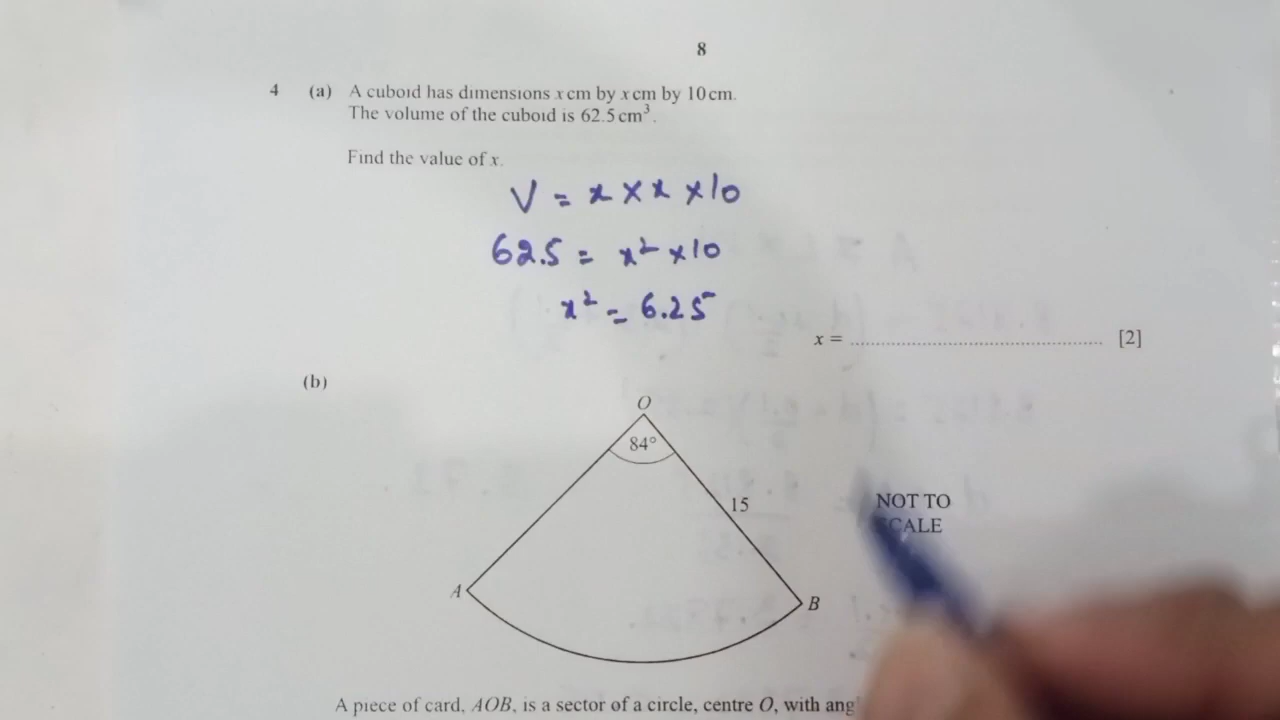 8
4 (a) A cuboid has dimensions x cm by x cm by 10 cm.
The volume of the cuboid is 62.5 cm³.
Find the value of x.
V = x × x × 10
62.5 = x² × 10
x² = 6.25
x = ............................................. [2]
(b)
O
84°
15
NOT TO
SCALE
A
B
A piece of card, AOB, is a sector of a circle, centre O, with